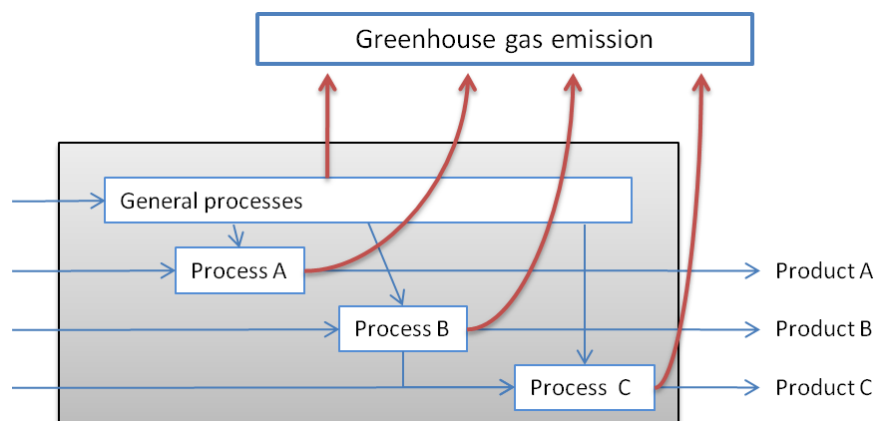 Greenhouse gas emission
General processes
Process A
Product A
Process B
Product B
Process C
Product C